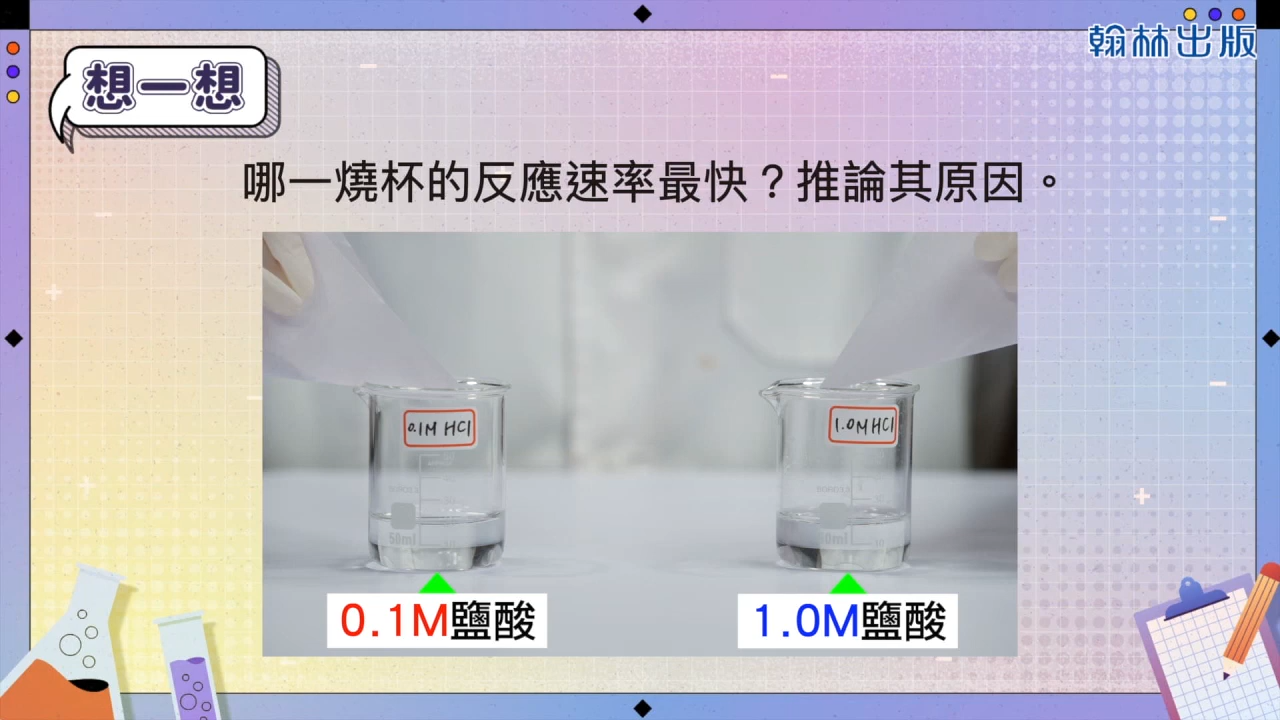 翰林出版
想一想
哪一燒杯的反應速率最快？推論其原因。
0.1M HCl
1.0M HCl
50ml
0.1M鹽酸
1.0M鹽酸